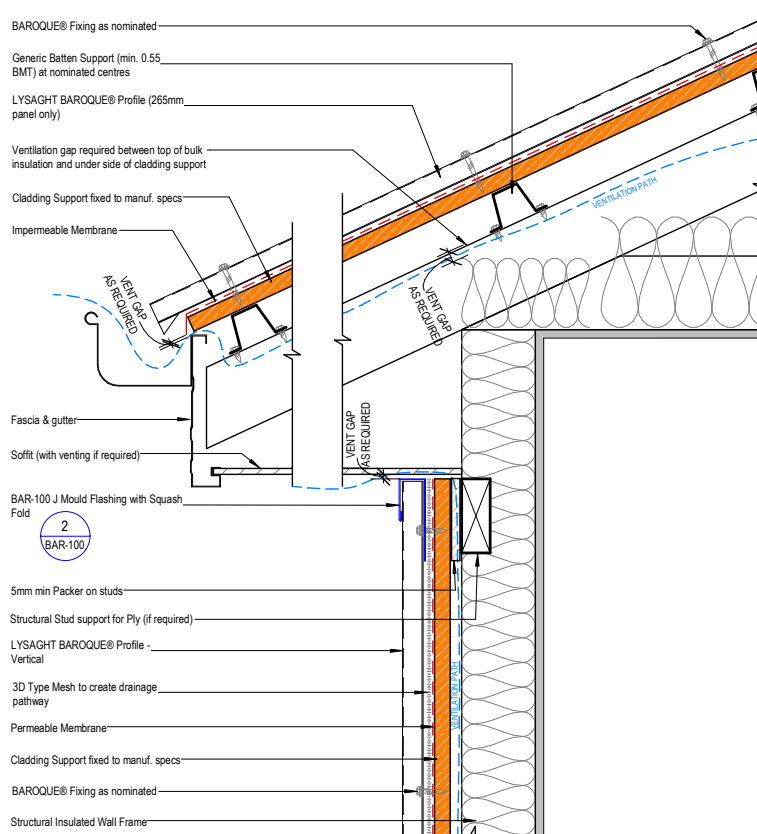 BAROQUE® Fixing as nominated
Generic Batten Support (min. 0.55
BMT) at nominated centres
LYSAGHT BAROQUE® Profile (265mm
panel only)
Ventilation gap required between top of bulk
insulation and under side of cladding support
Cladding Support fixed to manuf. specs
Impermeable Membrane
VENTILATION PATH
VENT GAP
AS REQUIRED
VENT GAP
AS REQUIRED
Fascia & gutter
VENT GAP
AS REQUIRED
Soffit (with venting if required)
BAR-100 J Mould Flashing with Squash
Fold
2
BAR-100
5mm min Packer on studs
Structural Stud support for Ply (if required)
LYSAGHT BAROQUE® Profile -
Vertical
3D Type Mesh to create drainage
pathway
VENTILATION PATH
Permeable Membrane
Cladding Support fixed to manuf. specs
BAROQUE® Fixing as nominated
Structural Insulated Wall Frame